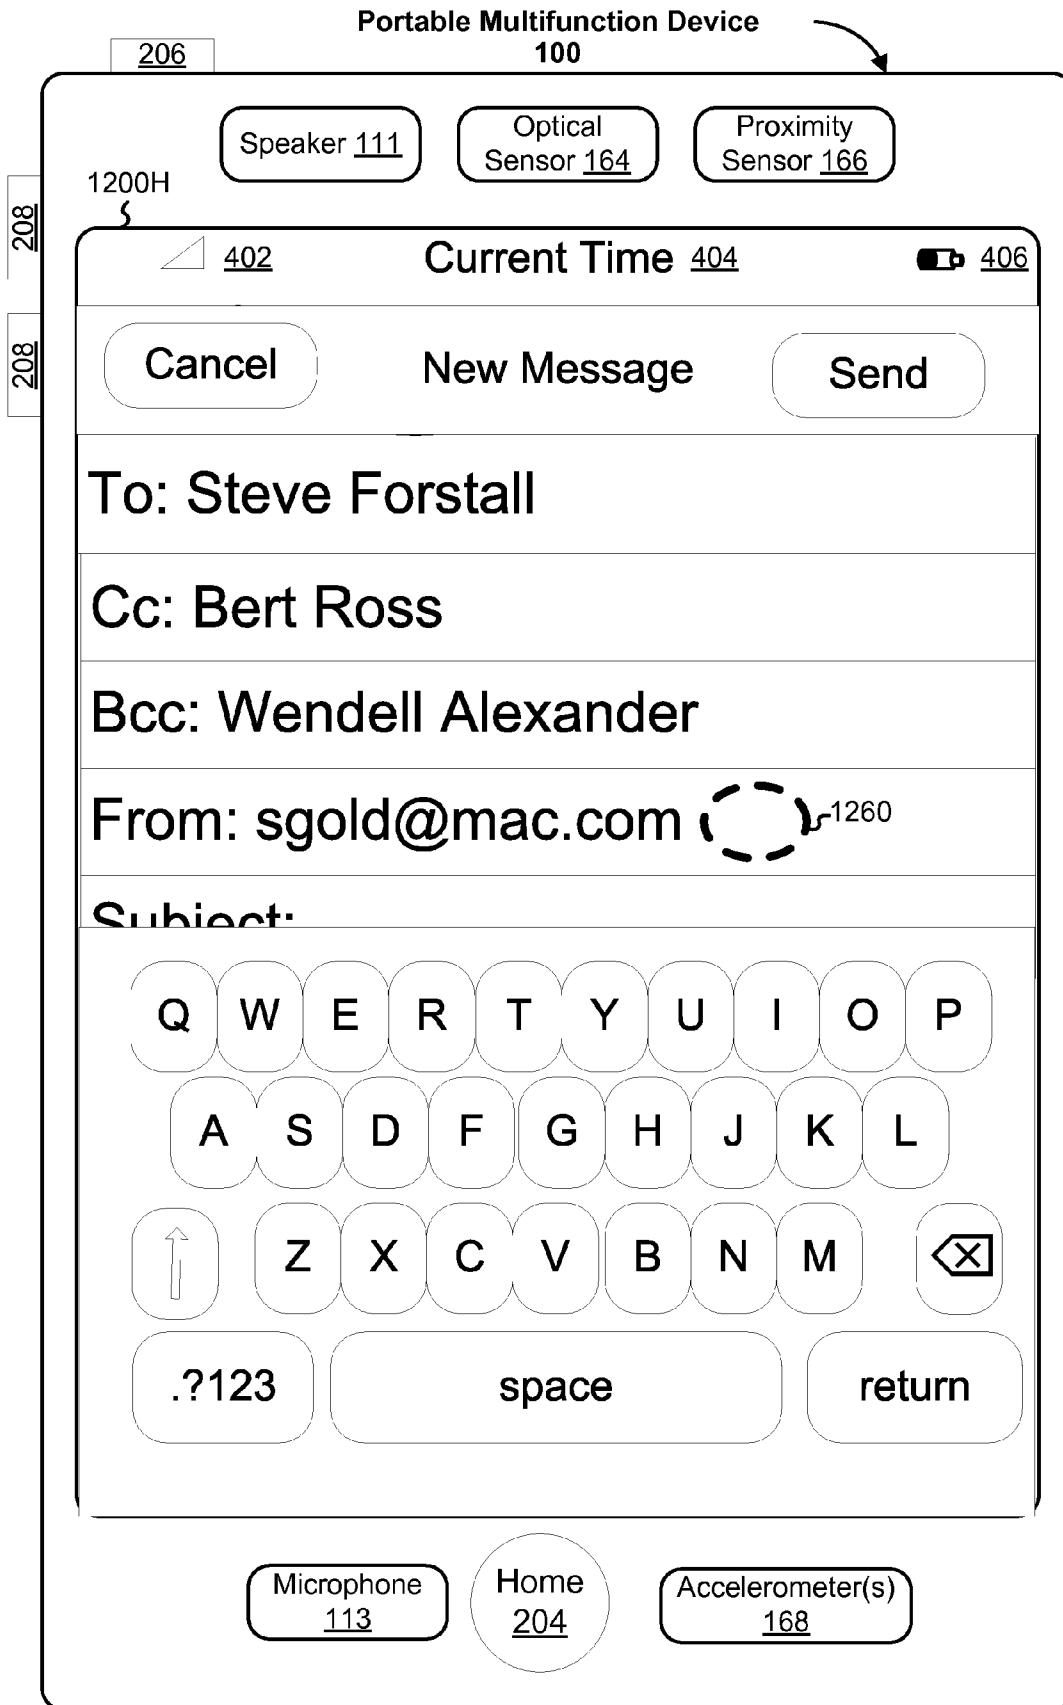 Portable Multifunction Device
100
206
Speaker 111
Optical
Sensor 164
Proximity
Sensor 166
1200H
208
208
402
Current Time 404
406
Cancel
New Message
Send
To: Steve Forstall
Cc: Bert Ross
Bcc: Wendell Alexander
From: sgold@mac.com
1260
Subject:
Q W E R T Y U I O P
A S D F G H J K L
Z X C V B N M
.?123
space
return
Microphone
113
Home
204
Accelerometer(s)
168